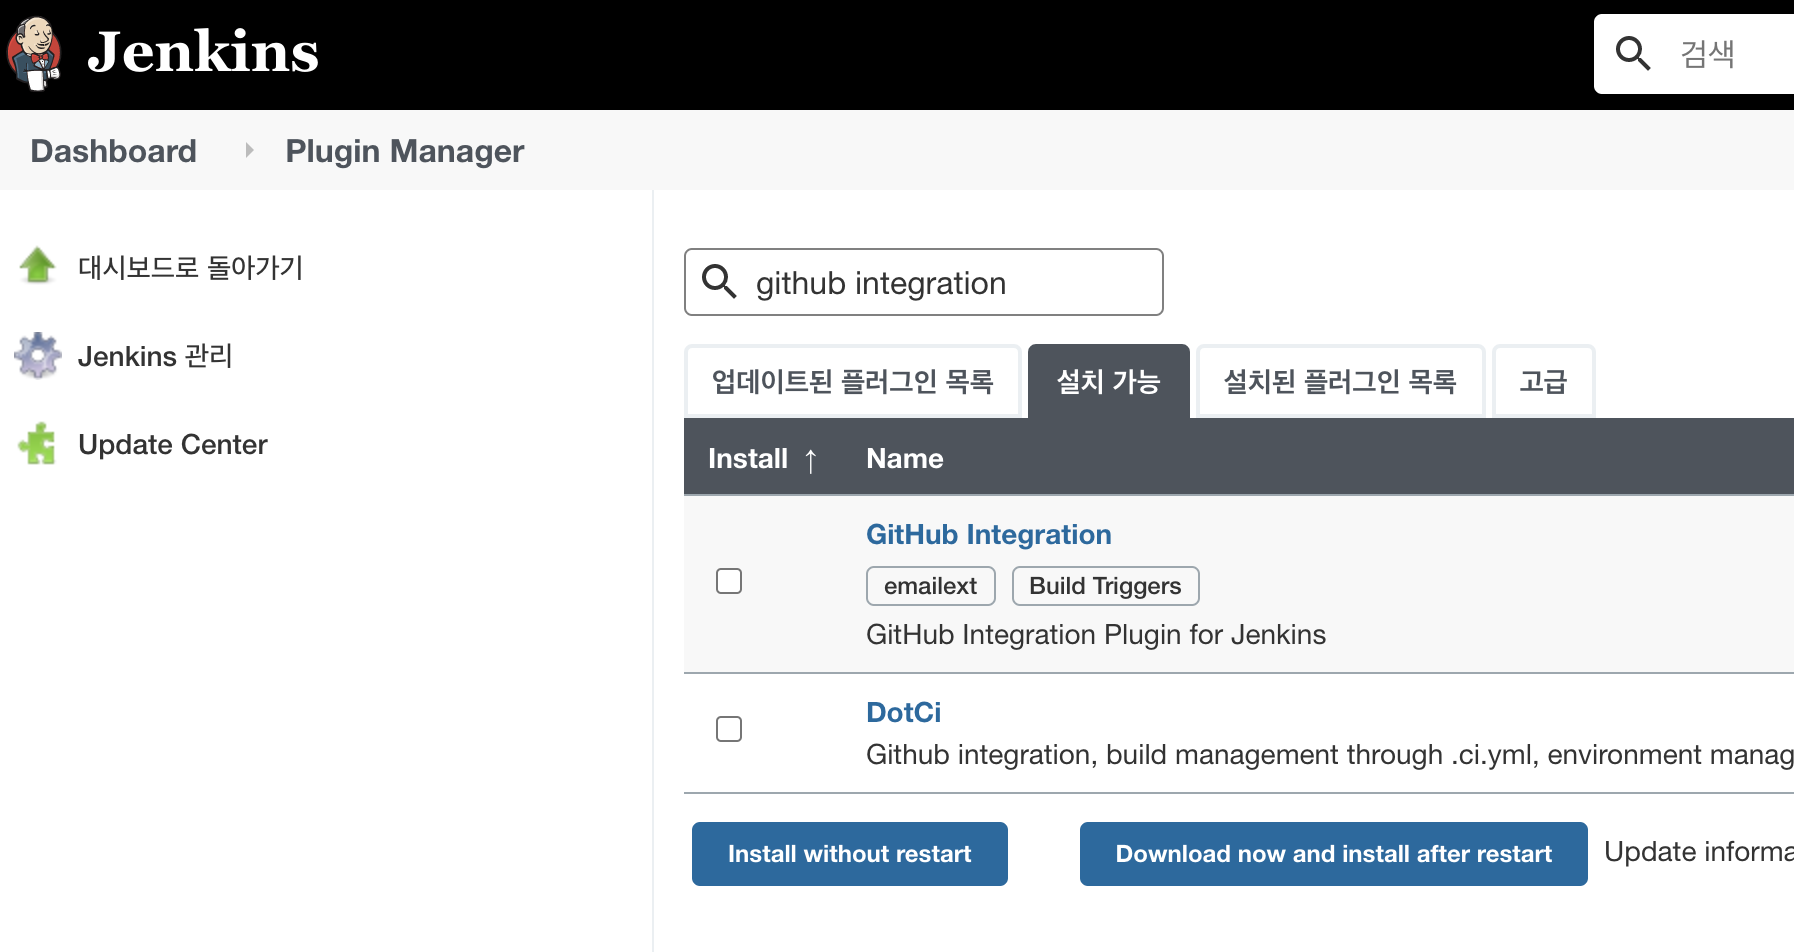 Jenkins
검색
Dashboard
Plugin Manager
대시보드로 돌아가기
Jenkins 관리
Update Center
github integration
업데이트된 플러그인 목록
설치 가능
설치된 플러그인 목록
고급
Install ↑ Name
GitHub Integration
emailext
Build Triggers
GitHub Integration Plugin for Jenkins
DotCi
Github integration, build management through .ci.yml, environment manag
Install without restart
Download now and install after restart
Update informa